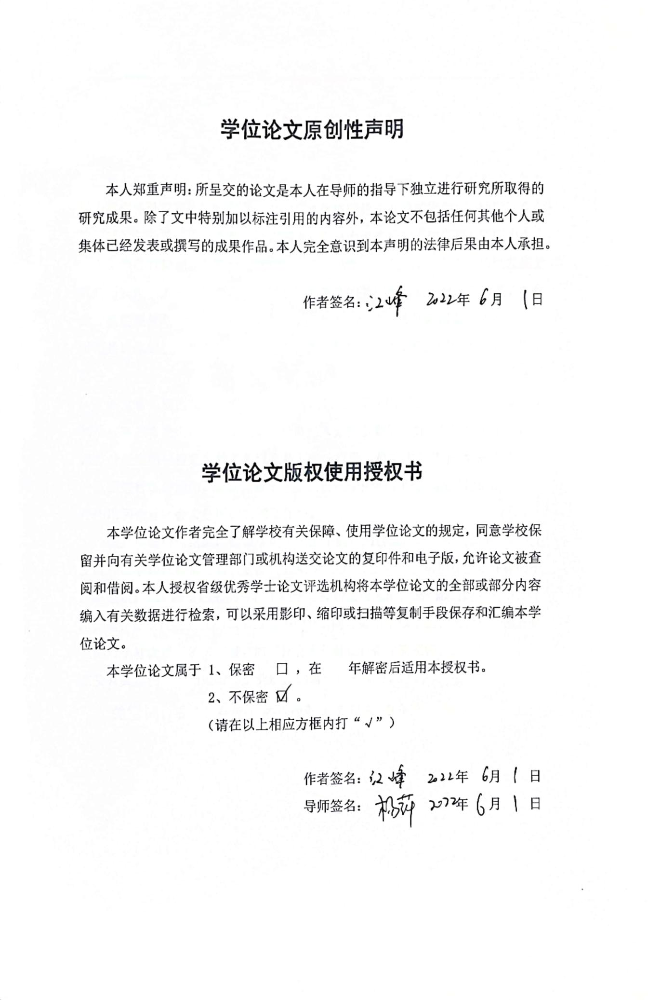 学位论文原创性声明
本人郑重声明：所呈交的论文是本人在导师的指导下独立进行研究所取得的
研究成果。除了文中特别加以标注引用的内容外，本论文不包括任何其他个人或
集体已经发表或撰写的成果作品。本人完全意识到本声明的法律后果由本人承担。
作者签名：江峰 2022年 6月 1日
学位论文版权使用授权书
本学位论文作者完全了解学校有关保障、使用学位论文的规定，同意学校保
留并向有关学位论文管理部门或机构送交论文的复印件和电子版，允许论文被查
阅和借阅。本人授权省级优秀学士论文评选机构将本学位论文的全部或部分内容
编入有关数据进行检索，可以采用影印、缩印或扫描等复制手段保存和汇编本学
位论文。
本学位论文属于 1、保密 口，在 年解密后适用本授权书。
2、不保密 ☑。
（请在以上相应方框内打“√”）
作者签名：江峰 2022年 6月 1日
导师签名：杨萍 2022年 6月 1日